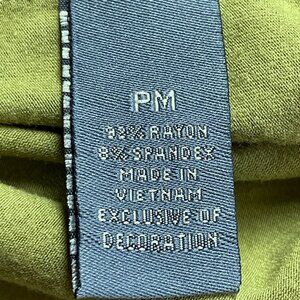 PM
92% RAYON
8% SPANDEX
MADE IN
VIETNAM
EXCLUSIVE OF
DECORATION